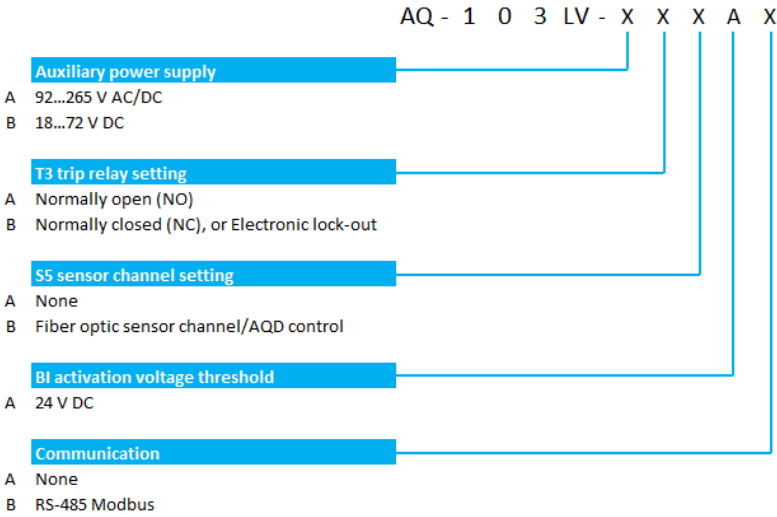 AQ - 1 0 3 LV - X X X A X
Auxiliary power supply
A 92...265 V AC/DC
B 18...72 V DC
T3 trip relay setting
A Normally open (NO)
B Normally closed (NC), or Electronic lock-out
S5 sensor channel setting
A None
B Fiber optic sensor channel/AQD control
BI activation voltage threshold
A 24 V DC
Communication
A None
B RS-485 Modbus